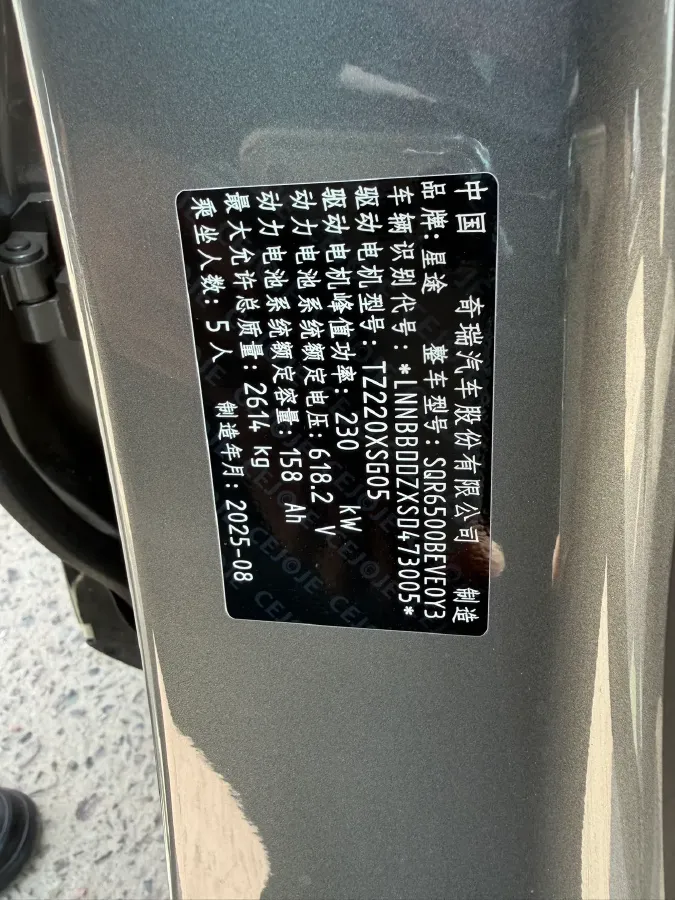 中国 奇瑞汽车股份有限公司 制造
品牌:星途 整车型号:SQR6500BEVE0Y3
车辆识别代号:*LNNBBDDZXSD473005*
驱动电机型号:TZ220XSG05
驱动电机峰值功率:230 kW
动力电池系统额定电压:618.2 V
动力电池系统额定容量:158 Ah
最大允许总质量:2614 kg
乘坐人数:5人 制造年月:2025-08